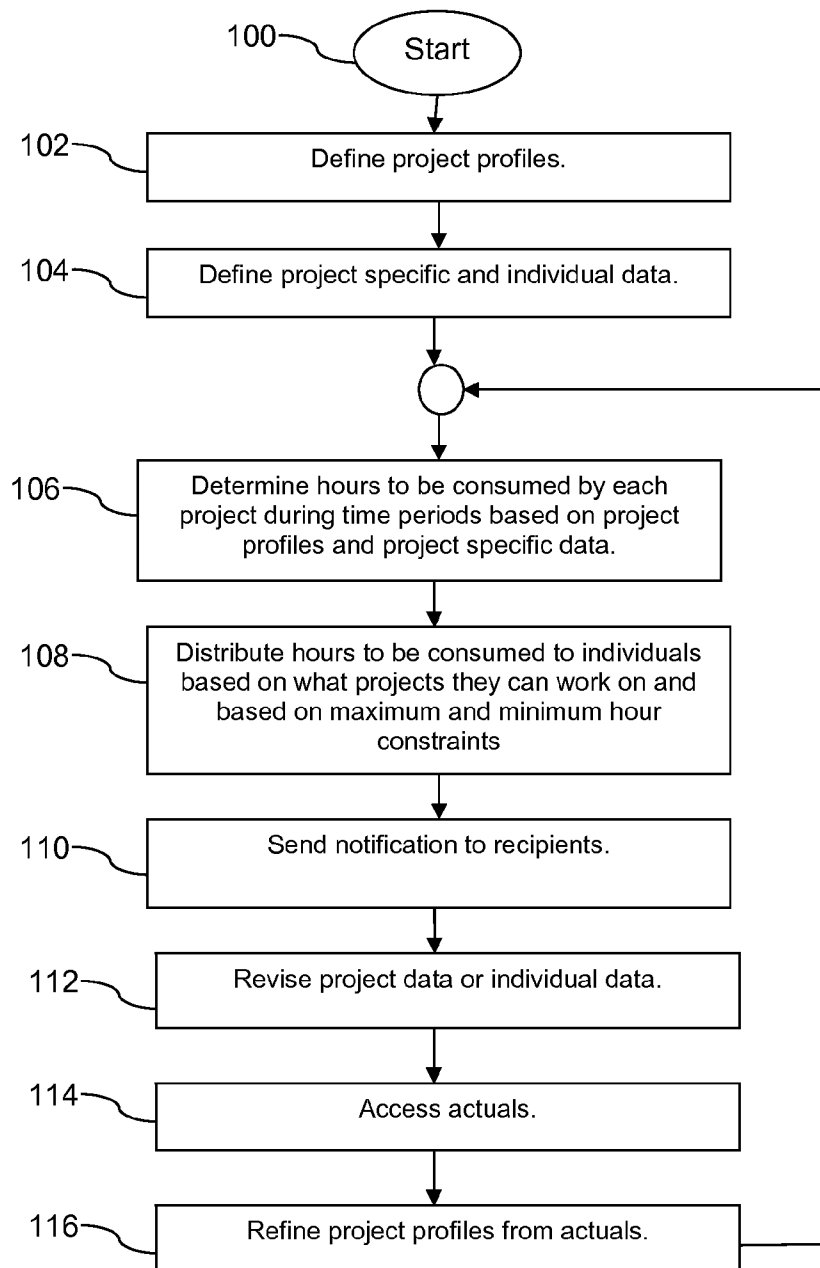 100
Start
102
Define project profiles.
104
Define project specific and individual data.
106
Determine hours to be consumed by each
project during time periods based on project
profiles and project specific data.
108
Distribute hours to be consumed to individuals
based on what projects they can work on and
based on maximum and minimum hour
constraints
110
Send notification to recipients.
112
Revise project data or individual data.
114
Access actuals.
116
Refine project profiles from actuals.